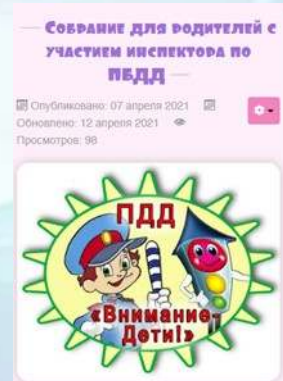 Собрание для родителей с
участием инспектора по
ПБДД
Опубликовано: 07 апреля 2021
Обновлено: 12 апреля 2021
Просмотров: 98
ПДД
«Внимание-
Дети!»